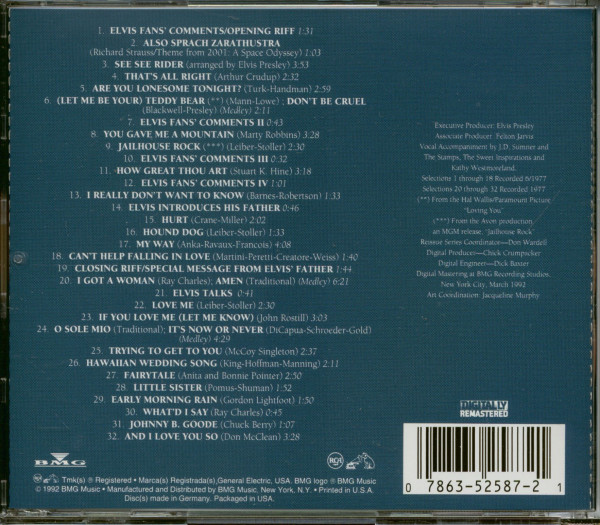 1. ELVIS FANS' COMMENTS/OPENING RIFF 1:31
2. ALSO SPRACH ZARATHUSTRA
(Richard Strauss/Theme from 2001: A Space Odyssey) 1:03
3. SEE SEE RIDER (arranged by Elvis Presley) 3:53
4. THAT'S ALL RIGHT (Arthur Crudup) 2:32
5. ARE YOU LONESOME TONIGHT? (Turk-Handman) 2:59
6. (LET ME BE YOUR) TEDDY BEAR (**) (Mann-Lowe) ; DON'T BE CRUEL
(Blackwell-Presley) (Medley) 2:11
7. ELVIS FANS' COMMENTS II 0:43
8. YOU GAVE ME A MOUNTAIN (Marty Robbins) 3:28
9. JAILHOUSE ROCK (***) (Leiber-Stoller) 2:30
10. ELVIS FANS' COMMENTS III 0:32
11. HOW GREAT THOU ART (Stuart K. Hine) 3:18
12. ELVIS FANS' COMMENTS IV 1:01
13. I REALLY DON'T WANT TO KNOW (Barnes-Robertson) 1:33
14. ELVIS INTRODUCES HIS FATHER 0:46
15. HURT (Crane-Miller) 2:02
16. HOUND DOG (Leiber-Stoller) 1:33
17. MY WAY (Anka-Ravaux-Francois) 4:08
18. CAN'T HELP FALLING IN LOVE (Martini-Peretti-Creatore-Weiss) 1:40
19. CLOSING RIFF/SPECIAL MESSAGE FROM ELVIS' FATHER 1:44
20. I GOT A WOMAN (Ray Charles); AMEN (Traditional) (Medley) 6:21
21. ELVIS TALKS 0:41
22. LOVE ME (Leiber-Stoller) 2:30
23. IF YOU LOVE ME (LET ME KNOW) (John Rostill) 3:03
24. O SOLE MIO (Traditional); IT'S NOW OR NEVER (DiCapua-Schroeder-Gold)
(Medley) 4:29
25. TRYING TO GET TO YOU (McCoy Singleton) 2:37
26. HAWAIIAN WEDDING SONG (King-Hoffman-Manning) 2:11
27. FAIRYTALE (Anita and Bonnie Pointer) 2:50
28. LITTLE SISTER (Pomus-Shuman) 1:52
29. EARLY MORNING RAIN (Gordon Lightfoot) 1:50
30. WHAT'D I SAY (Ray Charles) 0:45
31. JOHNNY B. GOODE (Chuck Berry) 1:07
32. AND I LOVE YOU SO (Don McClean) 3:28
Executive Producer: Elvis Presley
Associate Producer: Felton Jarvis
Vocal Accompaniment by J.D. Sumner and
The Stamps, The Sweet Inspirations and
Kathy Westmoreland.
Selections 1 through 19 Recorded 6/1977
Selections 20 through 32 Recorded 1977
(**) From the Hal Wallis/Paramount Picture
"Loving You"
(***) From the Avon production,
an MGM release, "Jailhouse Rock"
Reissue Series Coordinator—Don Wardell
Digital Producer—Chick Crumpacker
Digital Engineer—Dick Baxter
Digital Mastering at BMG Recording Studios,
New York City, March 1992
Art Coordination: Jacqueline Murphy
DIGITALLY
REMASTERED
BMG
RCA
Tmk(s) ® Registered • Marca(s) Registrada(s),General Electric, USA. BMG logo ® BMG Music
© 1992 BMG Music • Manufactured and Distributed by BMG Music, New York, N.Y. • Printed in U.S.A.
Disc(s) made in Germany. Packaged in USA.
0 7863-52587-2 1